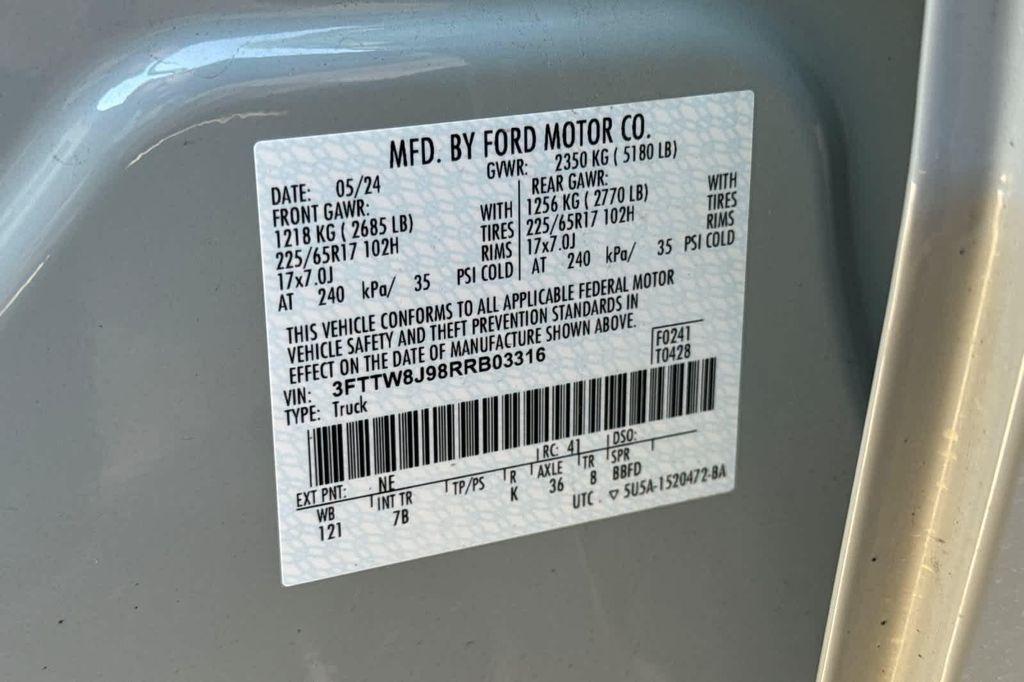 MFD. BY FORD MOTOR CO.
DATE: 05/24 GVWR: 2350 KG ( 5180 LB)
FRONT GAWR: REAR GAWR:
1218 KG ( 2685 LB) WITH 1256 KG ( 2770 LB) WITH
225/65R17 102H TIRES 225/65R17 102H TIRES
17x7.0J RIMS 17x7.0J RIMS
AT 240 kPa/ 35 PSI COLD AT 240 kPa/ 35 PSI COLD
THIS VEHICLE CONFORMS TO ALL APPLICABLE FEDERAL MOTOR
VEHICLE SAFETY AND THEFT PREVENTION STANDARDS IN
EFFECT ON THE DATE OF MANUFACTURE SHOWN ABOVE.
VIN: 3FTTW8J98RRB03316 F0241
TYPE: Truck T0428
EXT PNT: NE RC: 41 DSO:
WB INT TR TP/PS R AXLE TR SPR
121 7B K 36 8 BBFD
UTC ▽ 5U5A-1520472-BA